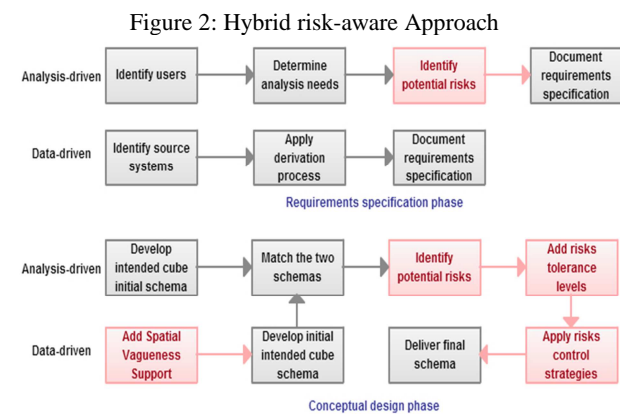 Figure 2: Hybrid risk-aware Approach
Analysis-driven
Identify users
Determine
analysis needs
Identify
potential risks
Document
requirements
specification
Data-driven
Identify source
systems
Apply
derivation
process
Document
requirements
specification
Requirements specification phase
Analysis-driven
Develop
intended cube
initial schema
Match the two
schemas
Identify
potential risks
Add risks
tolerance
levels
Data-driven
Add Spatial
Vagueness
Support
Develop initial
intended cube
schema
Deliver final
schema
Apply risks
control
strategies
Conceptual design phase